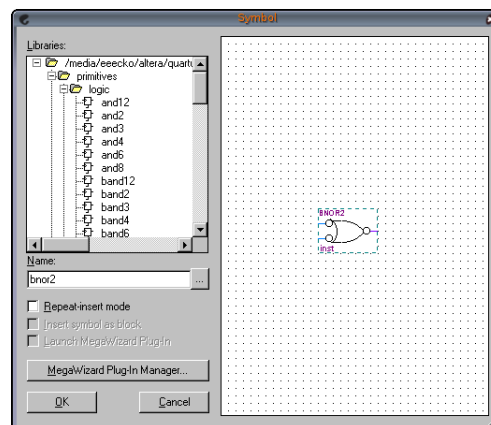 Symbol
Libraries:
/media/eeecko/altera/quartu
primitives
logic
and12
and2
and3
and4
and6
and8
band12
band2
band3
band4
band6
Name:
bnor2
...
Repeat-insert mode
Insert symbol as block
Launch MegaWizard Plug-In
MegaWizard Plug-In Manager...
OK
Cancel
BNOR2
inst